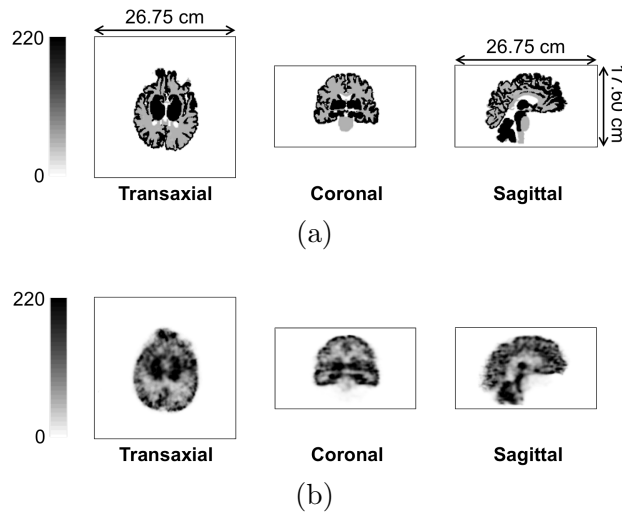 26.75 cm
220
26.75 cm
17.60 cm
0
Transaxial
Coronal
Sagittal
(a)
220
0
Transaxial
Coronal
Sagittal
(b)